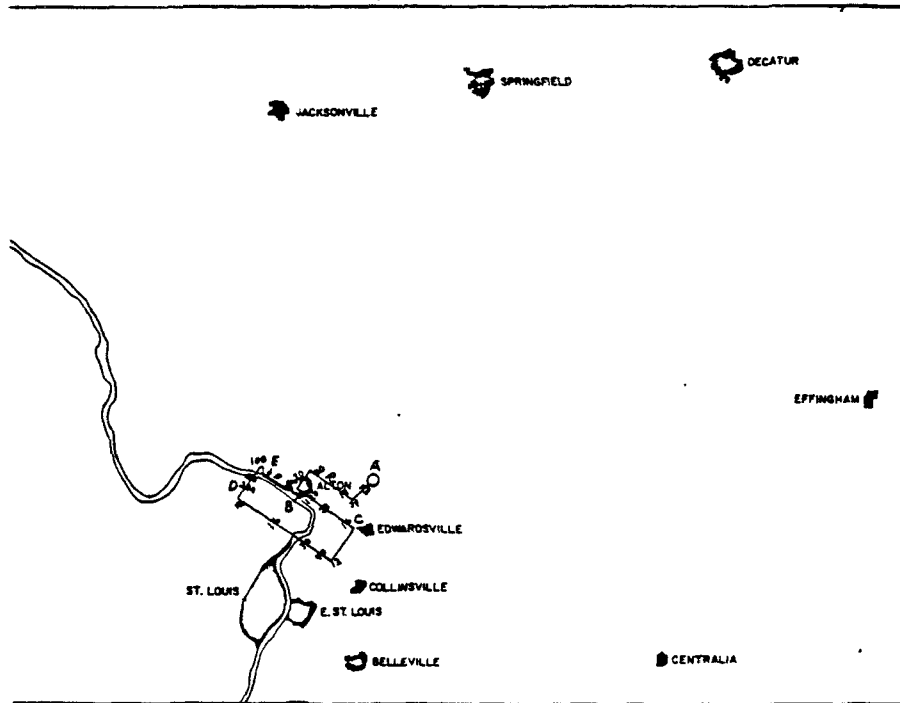 DECATUR
SPRINGFIELD
JACKSONVILLE
EFFINGHAM
E
A
D
ALTON
B
C
EDWARDSVILLE
ST. LOUIS
COLLINSVILLE
E. ST. LOUIS
BELLEVILLE
CENTRALIA